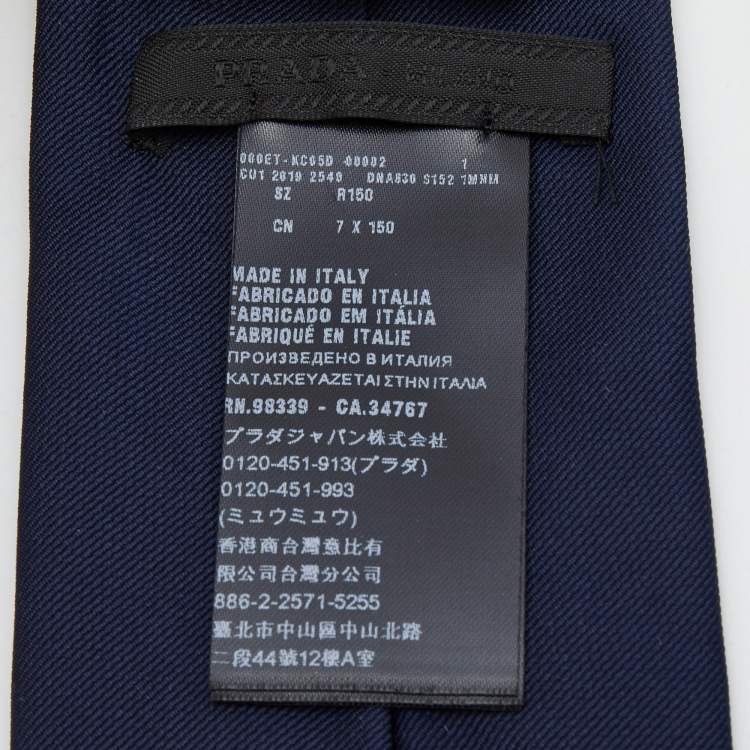 PRADA - MILANO
000ET-KC05D 00002 1
CU1 2019 2540 DNA830 S152 7MNM
SZ R150
CN 7 X 150
MADE IN ITALY
FABRICADO EN ITALIA
FABRICADO EM ITÁLIA
FABRIQUÉ EN ITALIE
ПРОИЗВЕДЕНО В ИТАЛИЯ
ΚΑΤΑΣΚΕΥΑΖΕΤΑΙ ΣΤΗΝ ΙΤΑΛΙΑ
RN.98339 - CA.34767
プラダジャパン株式会社
0120-451-913(プラダ)
0120-451-993
(ミュウミュウ)
香港商台灣意比有
限公司台灣分公司
886-2-2571-5255
臺北市中山區中山北路
二段44號12樓A室